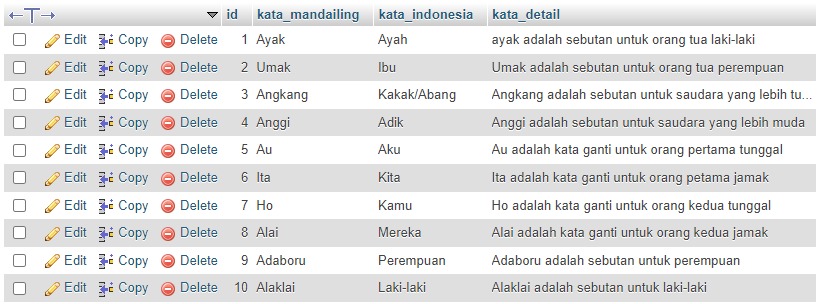 id kata_mandailing kata_indonesia kata_detail
Edit Copy Delete 1 Ayak Ayah ayak adalah sebutan untuk orang tua laki-laki
Edit Copy Delete 2 Umak Ibu Umak adalah sebutan untuk orang tua perempuan
Edit Copy Delete 3 Angkang Kakak/Abang Angkang adalah sebutan untuk saudara yang lebih tu...
Edit Copy Delete 4 Anggi Adik Anggi adalah sebutan untuk saudara yang lebih muda
Edit Copy Delete 5 Au Aku Au adalah kata ganti untuk orang pertama tunggal
Edit Copy Delete 6 Ita Kita Ita adalah kata ganti untuk orang petama jamak
Edit Copy Delete 7 Ho Kamu Ho adalah kata ganti untuk orang kedua tunggal
Edit Copy Delete 8 Alai Mereka Alai adalah kata ganti untuk orang kedua jamak
Edit Copy Delete 9 Adaboru Perempuan Adaboru adalah sebutan untuk perempuan
Edit Copy Delete 10 Alaklai Laki-laki Alaklai adalah sebutan untuk laki-laki